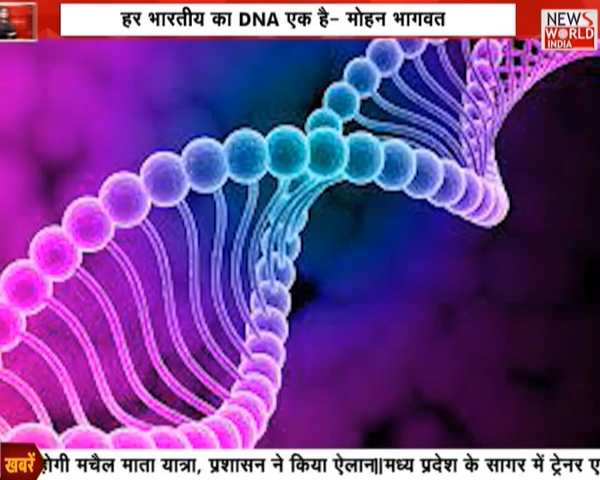 हर भारतीय का DNA एक है- मोहन भागवत
NEWS
WORLD
INDIA
खबरें
होगी मचैल माता यात्रा, प्रशासन ने किया ऐलान||मध्य प्रदेश के सागर में ट्रेनर ए